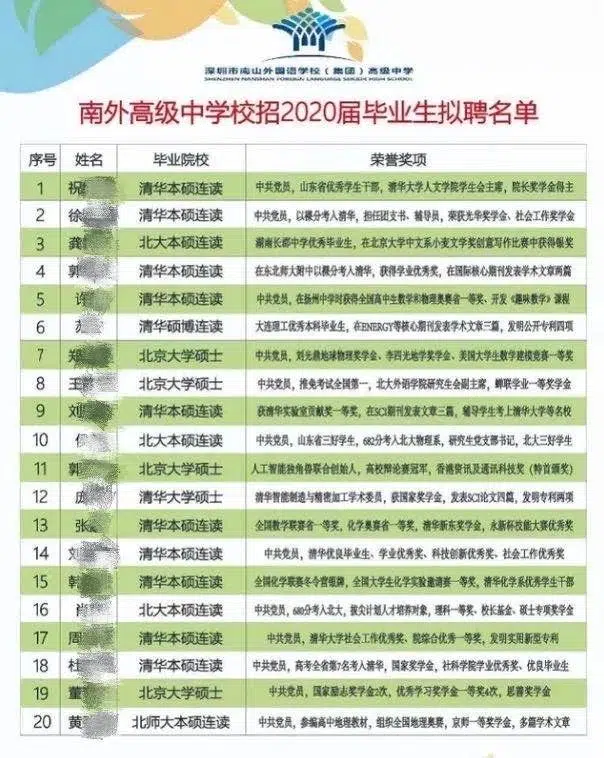 深圳市南山外国语学校（集团）高级中学
SHENZHEN NANSHAN FOREIGN LANGUAGE SENIOR HIGH SCHOOL
南外高级中学校招2020届毕业生拟聘名单
序号 姓名 毕业院校 荣誉奖项
1 祝 清华本硕连读 中共党员，山东省优秀学生干部，清华大学人文学院学生会主席，院长奖学金得主
2 徐 清华本硕连读 中共党员，以裸分考入清华，担任团支书、辅导员，荣获光华奖学金、社会工作奖学金
3 龚 北大本硕连读 湖南长郡中学优秀毕业生，在北京大学中文系小麦文学奖创意写作比赛中获得银奖
4 郭 清华本硕连读 在东北师大附中以裸分考入清华，获得学业优秀奖，在国际核心期刊发表学术文章两篇
5 许 清华本硕连读 中共党员，在扬州中学时获得全国高中生数学和物理奥赛省一等奖、开发《趣味数学》课程
6 苏 清华硕博连读 大连理工优秀本科毕业生，在ENERGY等核心期刊发表学术文章三篇，发明公开专利四项
7 郑 北京大学硕士 中共党员，刘光鼎地球物理奖学金、李四光地学奖学金、美国大学生数学建模竞赛一等奖
8 王 北京大学硕士 中共党员，推免考试全国第一，北大外语学院研究生会副主席，蝉联学业一等奖学金
9 刘 清华本硕连读 获清华实验室贡献奖一等奖，在SCI期刊发表文章三篇，辅导学生考上清华大学等名校
10 北大本硕连读 中共党员，山东省三好学生，682分考入北大物理系，研究生党支部书记，北大三好学生
11 郭 北京大学硕士 人工智能独角兽联合创始人，高校辩论赛冠军，香港资讯及通讯科技奖（特首颁奖）
12 庞 清华大学硕士 清华智能制造与精密加工学术委员，获国家奖学金，发表SCI论文四篇，发明专利两项
13 张 清华本硕连读 全国数学联赛省一等奖，化学奥赛省一等奖，清华新东奖学金，永新杯技能大赛优秀奖
14 刘 清华本硕连读 中共党员，清华优良毕业生、学业优秀奖、科技创新优秀奖、社会工作优秀奖
15 韩 清华本硕连读 全国化学联赛冬令营银牌，全国大学生化学实验邀请赛一等奖，清华化学系优秀学生干部
16 肖 北大本硕连读 中共党员，680分考入北大，拔尖计划人才培养对象，理科一等奖、校长基金、硕士专项奖学金
17 周 清华本硕连读 中共党员，清华大学社会工作优秀奖、院综合优秀一等奖，发明实用新型专利
18 杜 清华本硕连读 中共党员，高考全省第7名考入清华，国家奖学金，社科学院学业优秀奖、优良毕业生
19 董 北京大学硕士 中共党员，国家励志奖学金2次，优秀学习奖学金一等奖4次，思善奖学金
20 黄 北师大本硕连读 中共党员，参编高中地理教材，组织全国地理奥赛，京师一等奖学金，多篇学术文章